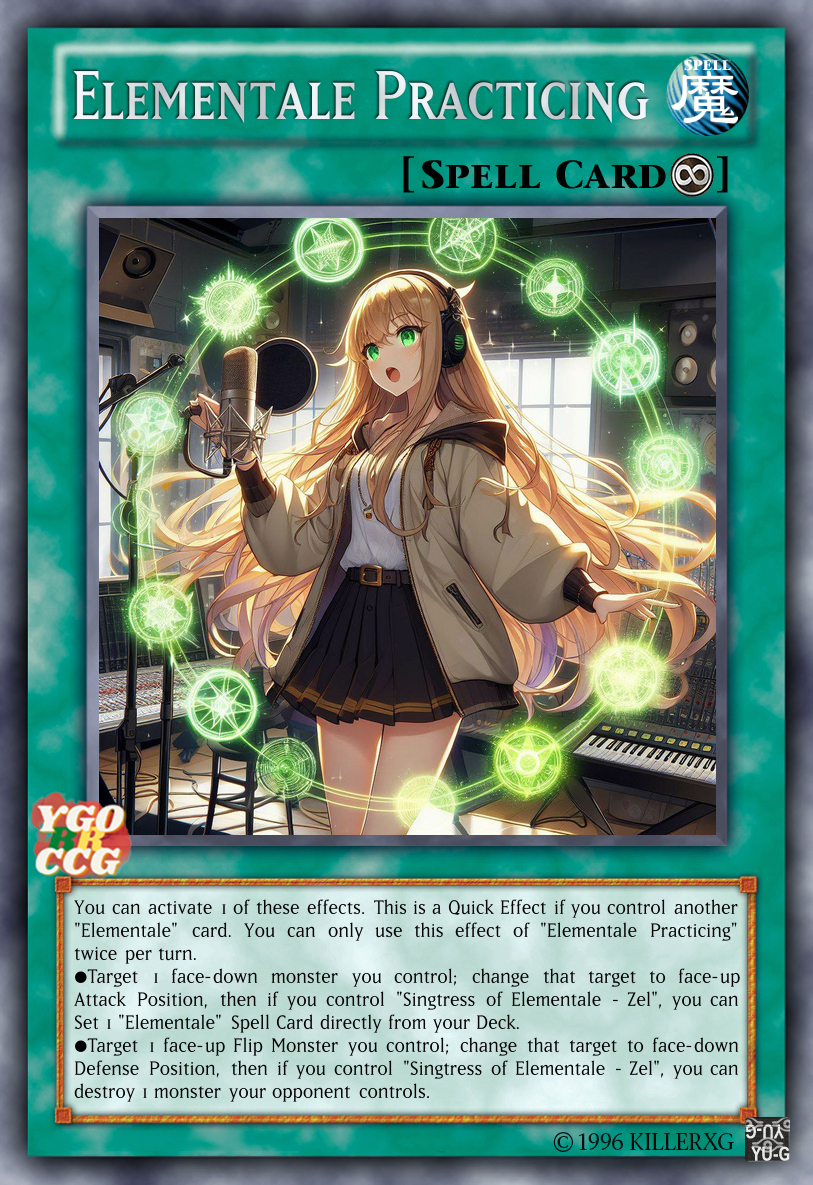 Elementale Practicing
SPELL
魔
[Spell Card∞]
YGO
BR
CCG
You can activate 1 of these effects. This is a Quick Effect if you control another
"Elementale" card. You can only use this effect of "Elementale Practicing"
twice per turn.
●Target 1 face-down monster you control; change that target to face-up
Attack Position, then if you control "Singtress of Elementale - Zel", you can
Set 1 "Elementale" Spell Card directly from your Deck.
●Target 1 face-up Flip Monster you control; change that target to face-down
Defense Position, then if you control "Singtress of Elementale - Zel", you can
destroy 1 monster your opponent controls.
© 1996 KILLERXG
YU-G